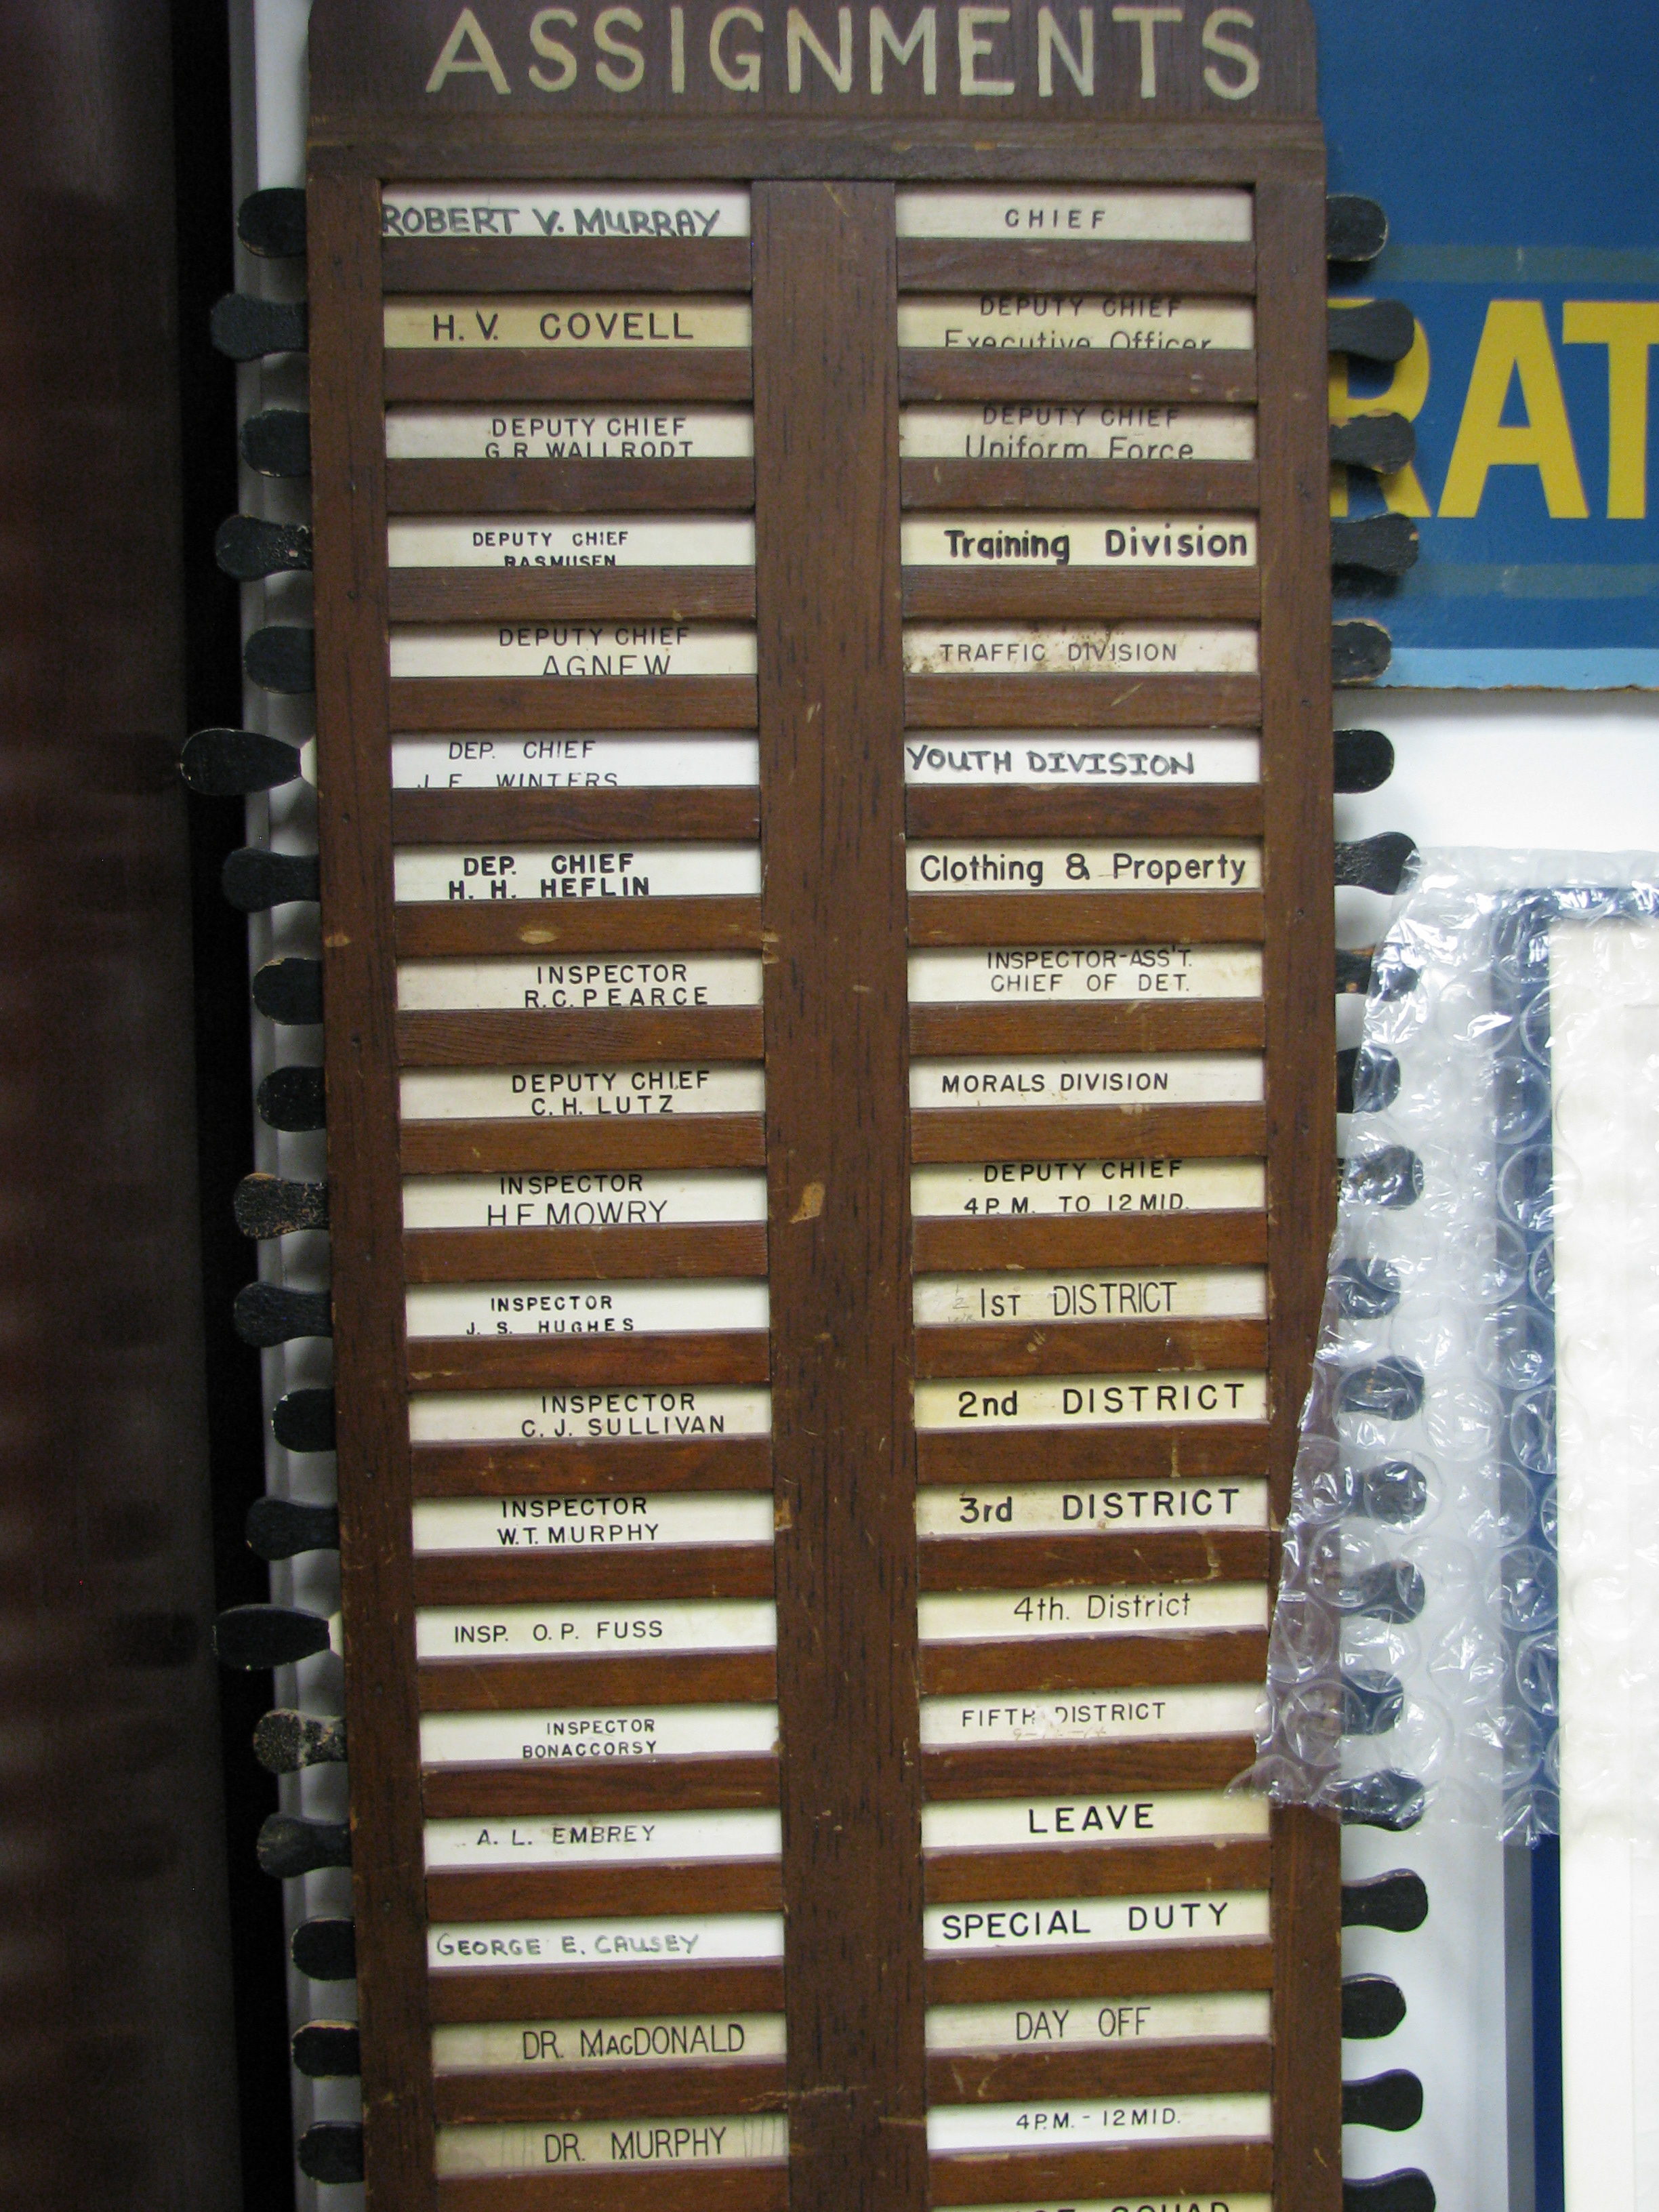 ASSIGNMENTS
ROBERT V. MURRAY
CHIEF
H. V. COVELL
DEPUTY CHIEF
Executive Officer
DEPUTY CHIEF
G. R. WALLRODT
DEPUTY CHIEF
Uniform Force
DEPUTY CHIEF
RASMUSEN
Training Division
DEPUTY CHIEF
AGNEW
TRAFFIC DIVISION
DEP. CHIEF
WINTERS
YOUTH DIVISION
DEP. CHIEF
H. H. HEFLIN
Clothing & Property
INSPECTOR
R. C. PEARCE
INSPECTOR-ASS'T.
CHIEF OF DET.
DEPUTY CHIEF
C. H. LUTZ
MORALS DIVISION
INSPECTOR
H F MOWRY
DEPUTY CHIEF
4 P.M. TO 12 MID.
INSPECTOR
J. S. HUGHES
1ST DISTRICT
INSPECTOR
C. J. SULLIVAN
2nd DISTRICT
INSPECTOR
W. T. MURPHY
3rd DISTRICT
INSP. O. P. FUSS
4th. District
INSPECTOR
BONACCORSY
FIFTH DISTRICT
A. L. EMBREY
LEAVE
GEORGE E. CAUSEY
SPECIAL DUTY
DR. MACDONALD
DAY OFF
DR. MURPHY
4 P.M. - 12 MID.
SQUAD
RAT